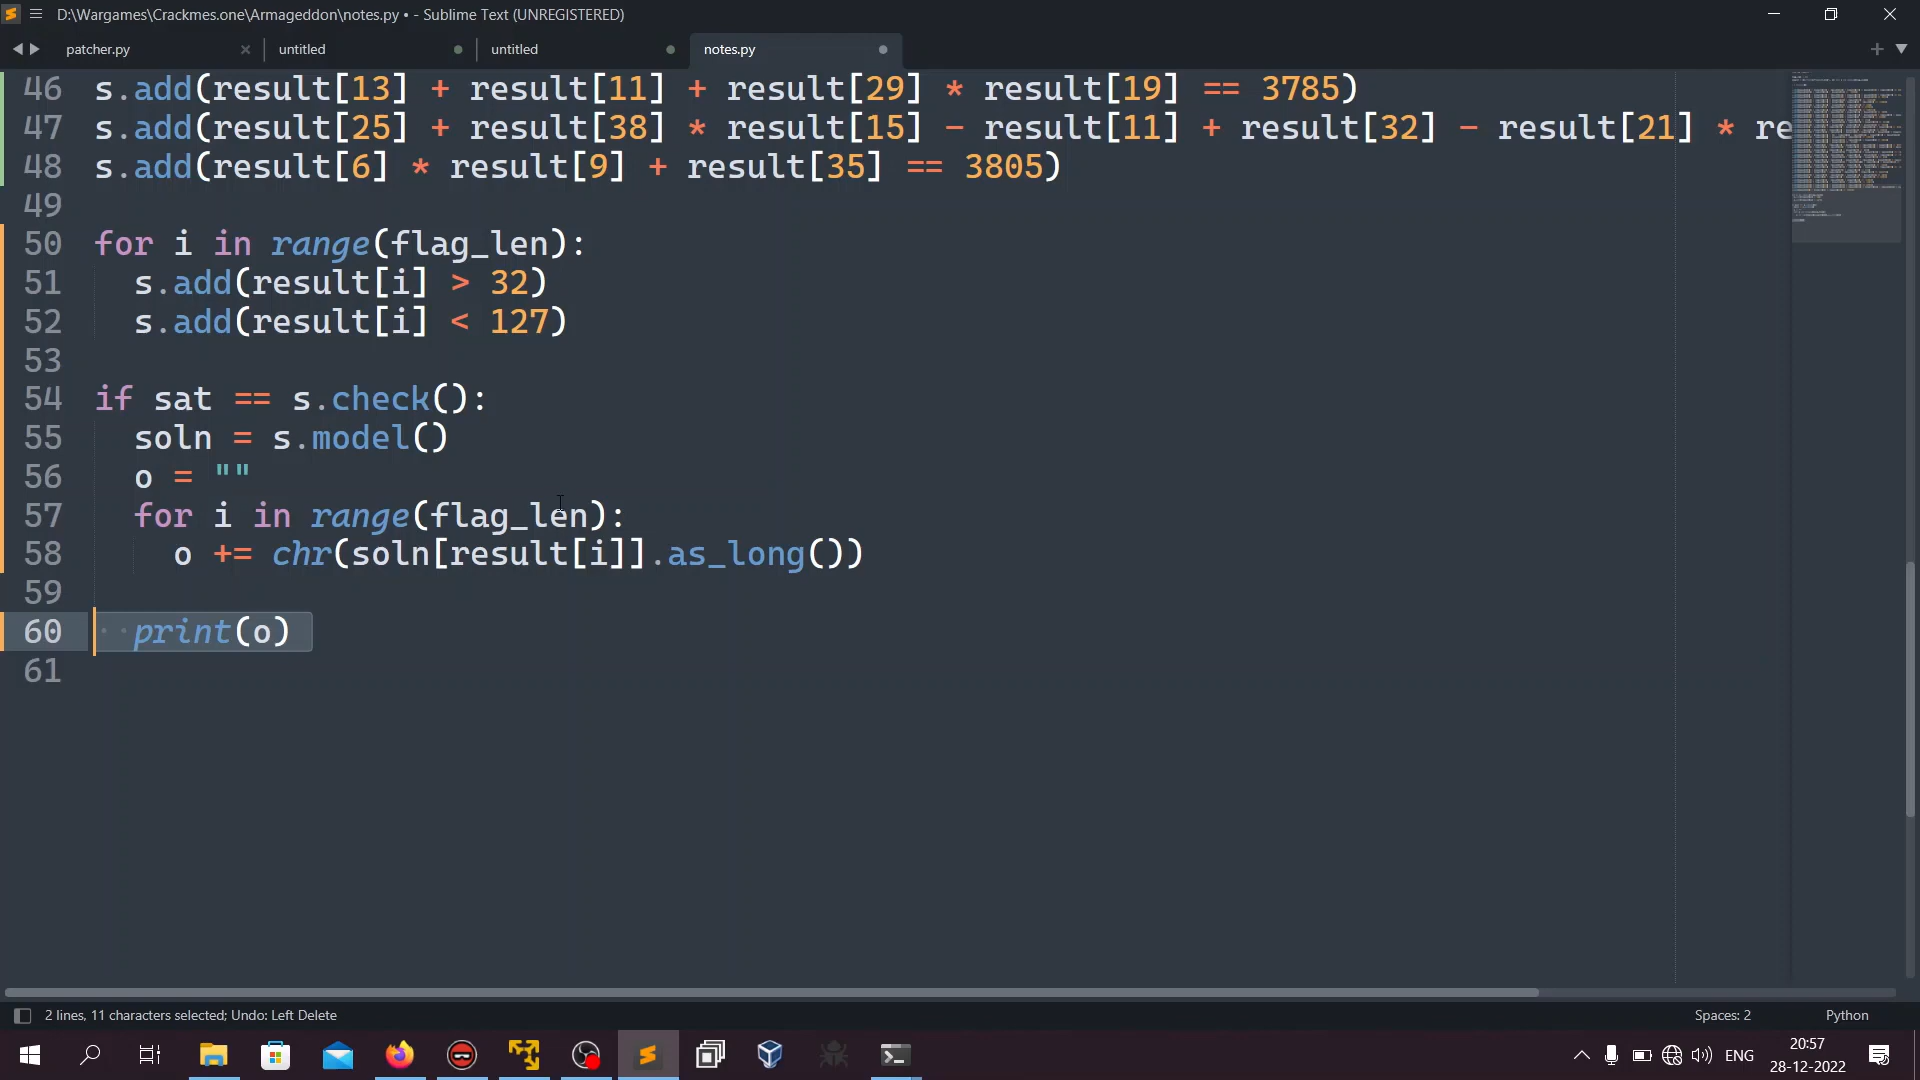 D:\Wargames\Crackmes.one\Armageddon\notes.py • - Sublime Text (UNREGISTERED)
patcher.py
untitled
untitled
notes.py
46 s.add(result[13] + result[11] + result[29] * result[19] == 3785)
47 s.add(result[25] + result[38] * result[15] - result[11] + result[32] - result[21] * re
48 s.add(result[6] * result[9] + result[35] == 3805)
49
50 for i in range(flag_len):
51   s.add(result[i] > 32)
52   s.add(result[i] < 127)
53
54 if sat == s.check():
55   soln = s.model()
56   o = ""
57   for i in range(flag_len):
58     o += chr(soln[result[i]].as_long())
59
60   print(o)
61
2 lines, 11 characters selected; Undo: Left Delete
Spaces: 2
Python
ENG
20:57
28-12-2022